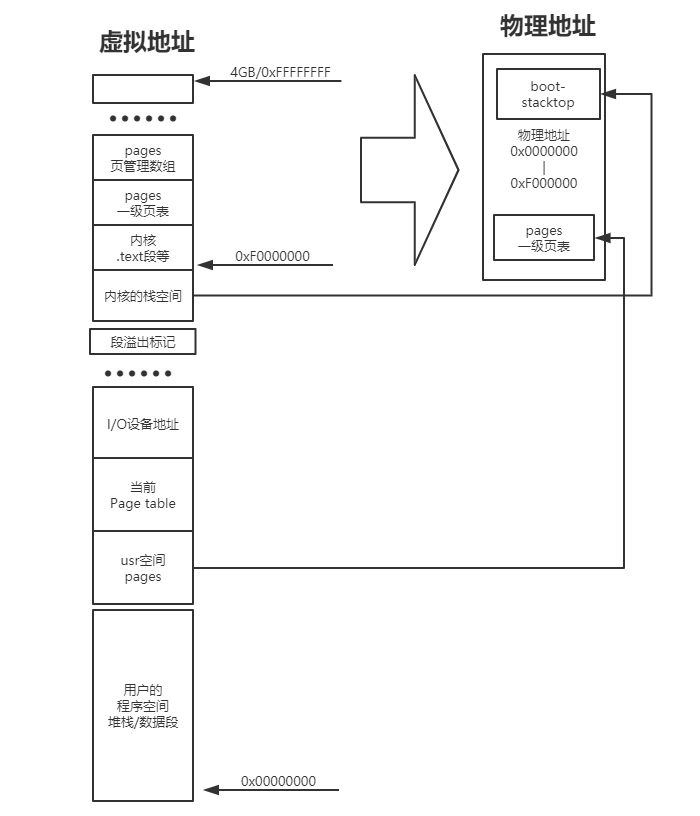 虚拟地址
4GB/0xFFFFFFFF
pages
页管理数组
pages
一级页表
内核
.text段等
0xF0000000
内核的栈空间
段溢出标记
I/O设备地址
当前
Page table
usr空间
pages
用户的
程序空间
堆栈/数据段
0x00000000
物理地址
boot-
stacktop
物理地址
0x0000000
|
0xF000000
pages
一级页表